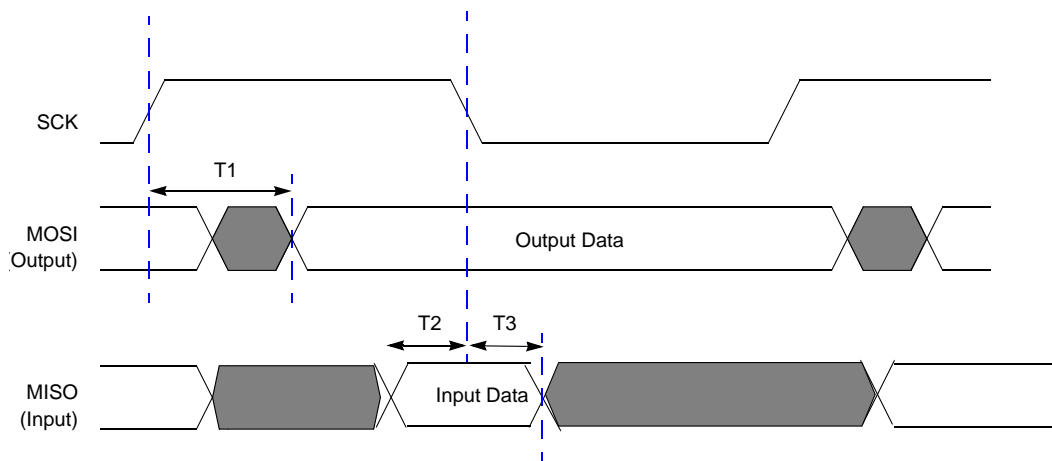 SCK
T1
MOSI
(Output)
Output Data
T2
T3
MISO
(Input)
Input Data